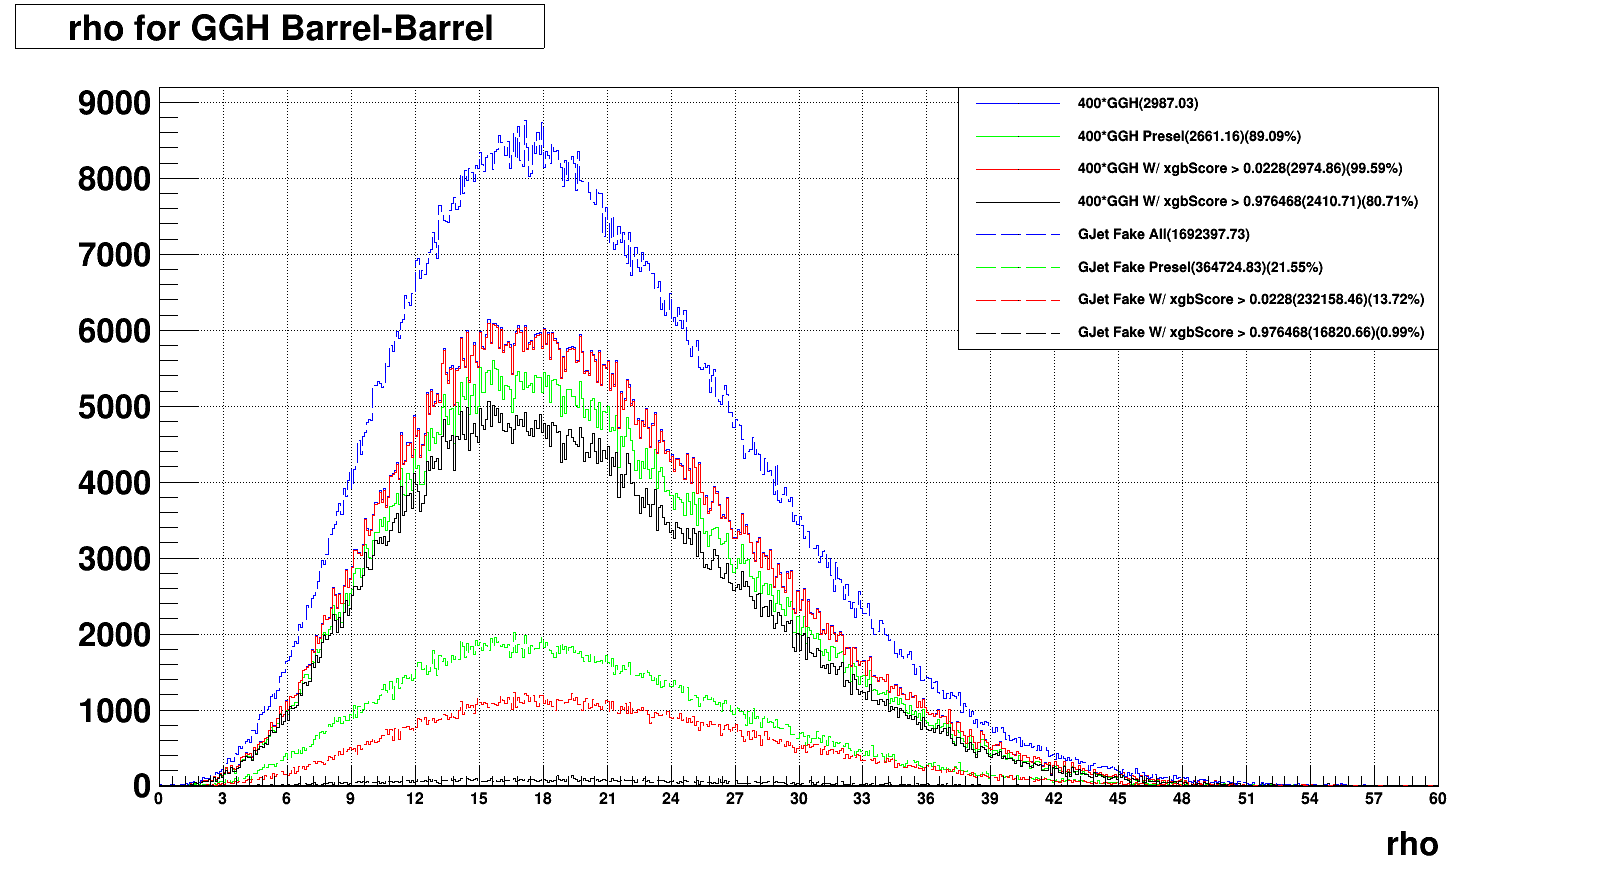 rho for GGH Barrel-Barrel
9000
8000
7000
6000
5000
4000
3000
2000
1000
0
400*GGH(2987.03)
400*GGH Presel(2661.16)(89.09%)
400*GGH W/ xgbScore > 0.0228(2974.86)(99.59%)
400*GGH W/ xgbScore > 0.976468(2410.71)(80.71%)
GJet Fake All(1692397.73)
GJet Fake Presel(364724.83)(21.55%)
GJet Fake W/ xgbScore > 0.0228(232158.46)(13.72%)
GJet Fake W/ xgbScore > 0.976468(16820.66)(0.99%)
0 3 6 9 12 15 18 21 24 27 30 33 36 39 42 45 48 51 54 57 60
rho